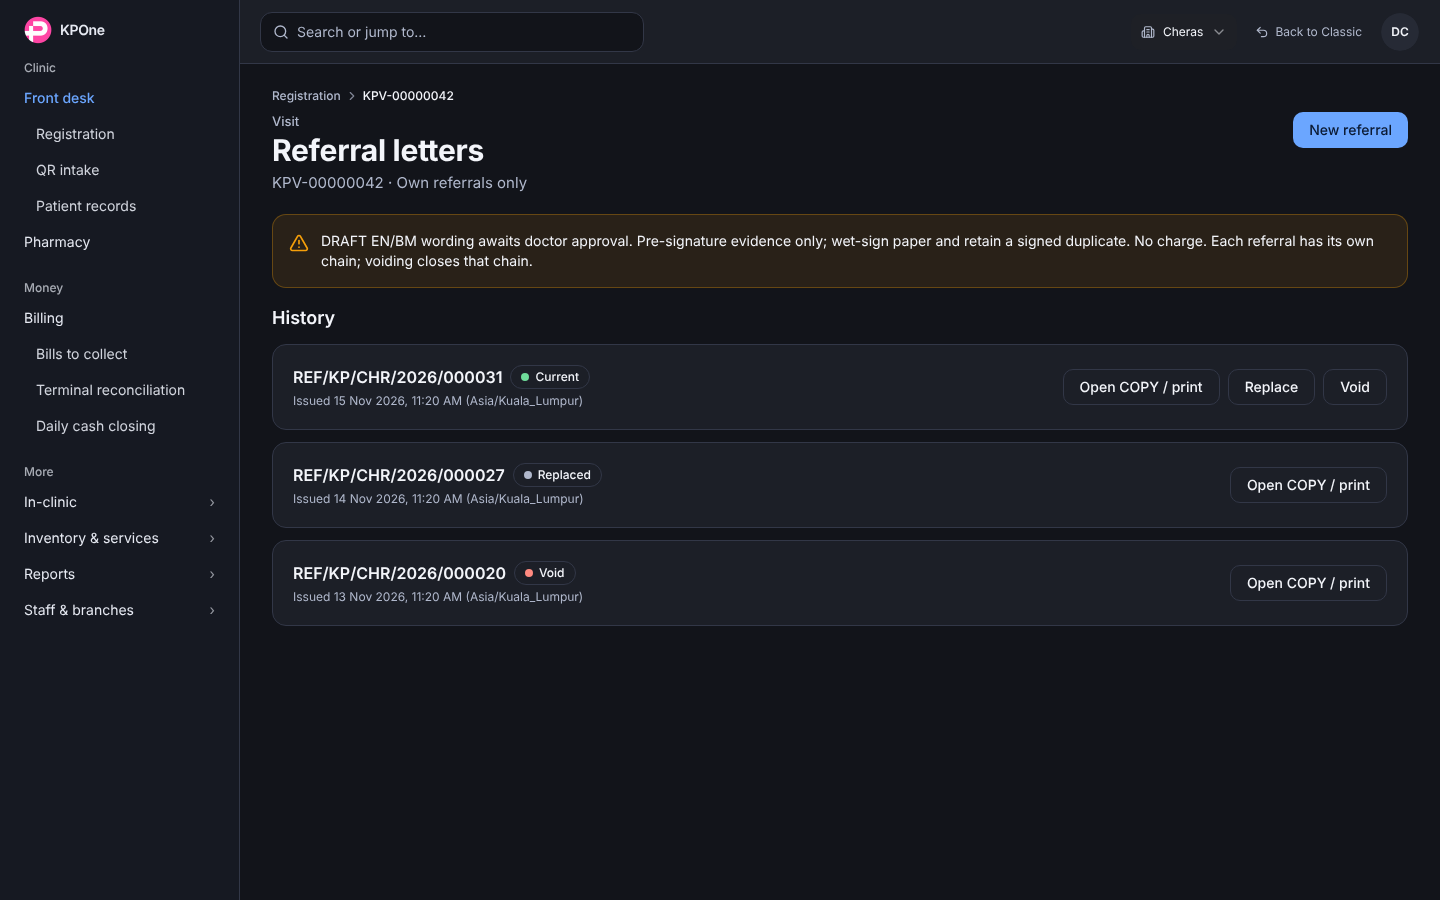 KPOne
Clinic
Front desk
Registration
QR intake
Patient records
Pharmacy
Money
Billing
Bills to collect
Terminal reconciliation
Daily cash closing
More
In-clinic
Inventory & services
Reports
Staff & branches
Search or jump to...
Cheras
Back to Classic
DC
Registration > KPV-00000042
Visit
Referral letters
KPV-00000042 · Own referrals only
New referral
DRAFT EN/BM wording awaits doctor approval. Pre-signature evidence only; wet-sign paper and retain a signed duplicate. No charge. Each referral has its own
chain; voiding closes that chain.
History
REF/KP/CHR/2026/000031 Current
Issued 15 Nov 2026, 11:20 AM (Asia/Kuala_Lumpur)
Open COPY / print Replace Void
REF/KP/CHR/2026/000027 Replaced
Issued 14 Nov 2026, 11:20 AM (Asia/Kuala_Lumpur)
Open COPY / print
REF/KP/CHR/2026/000020 Void
Issued 13 Nov 2026, 11:20 AM (Asia/Kuala_Lumpur)
Open COPY / print